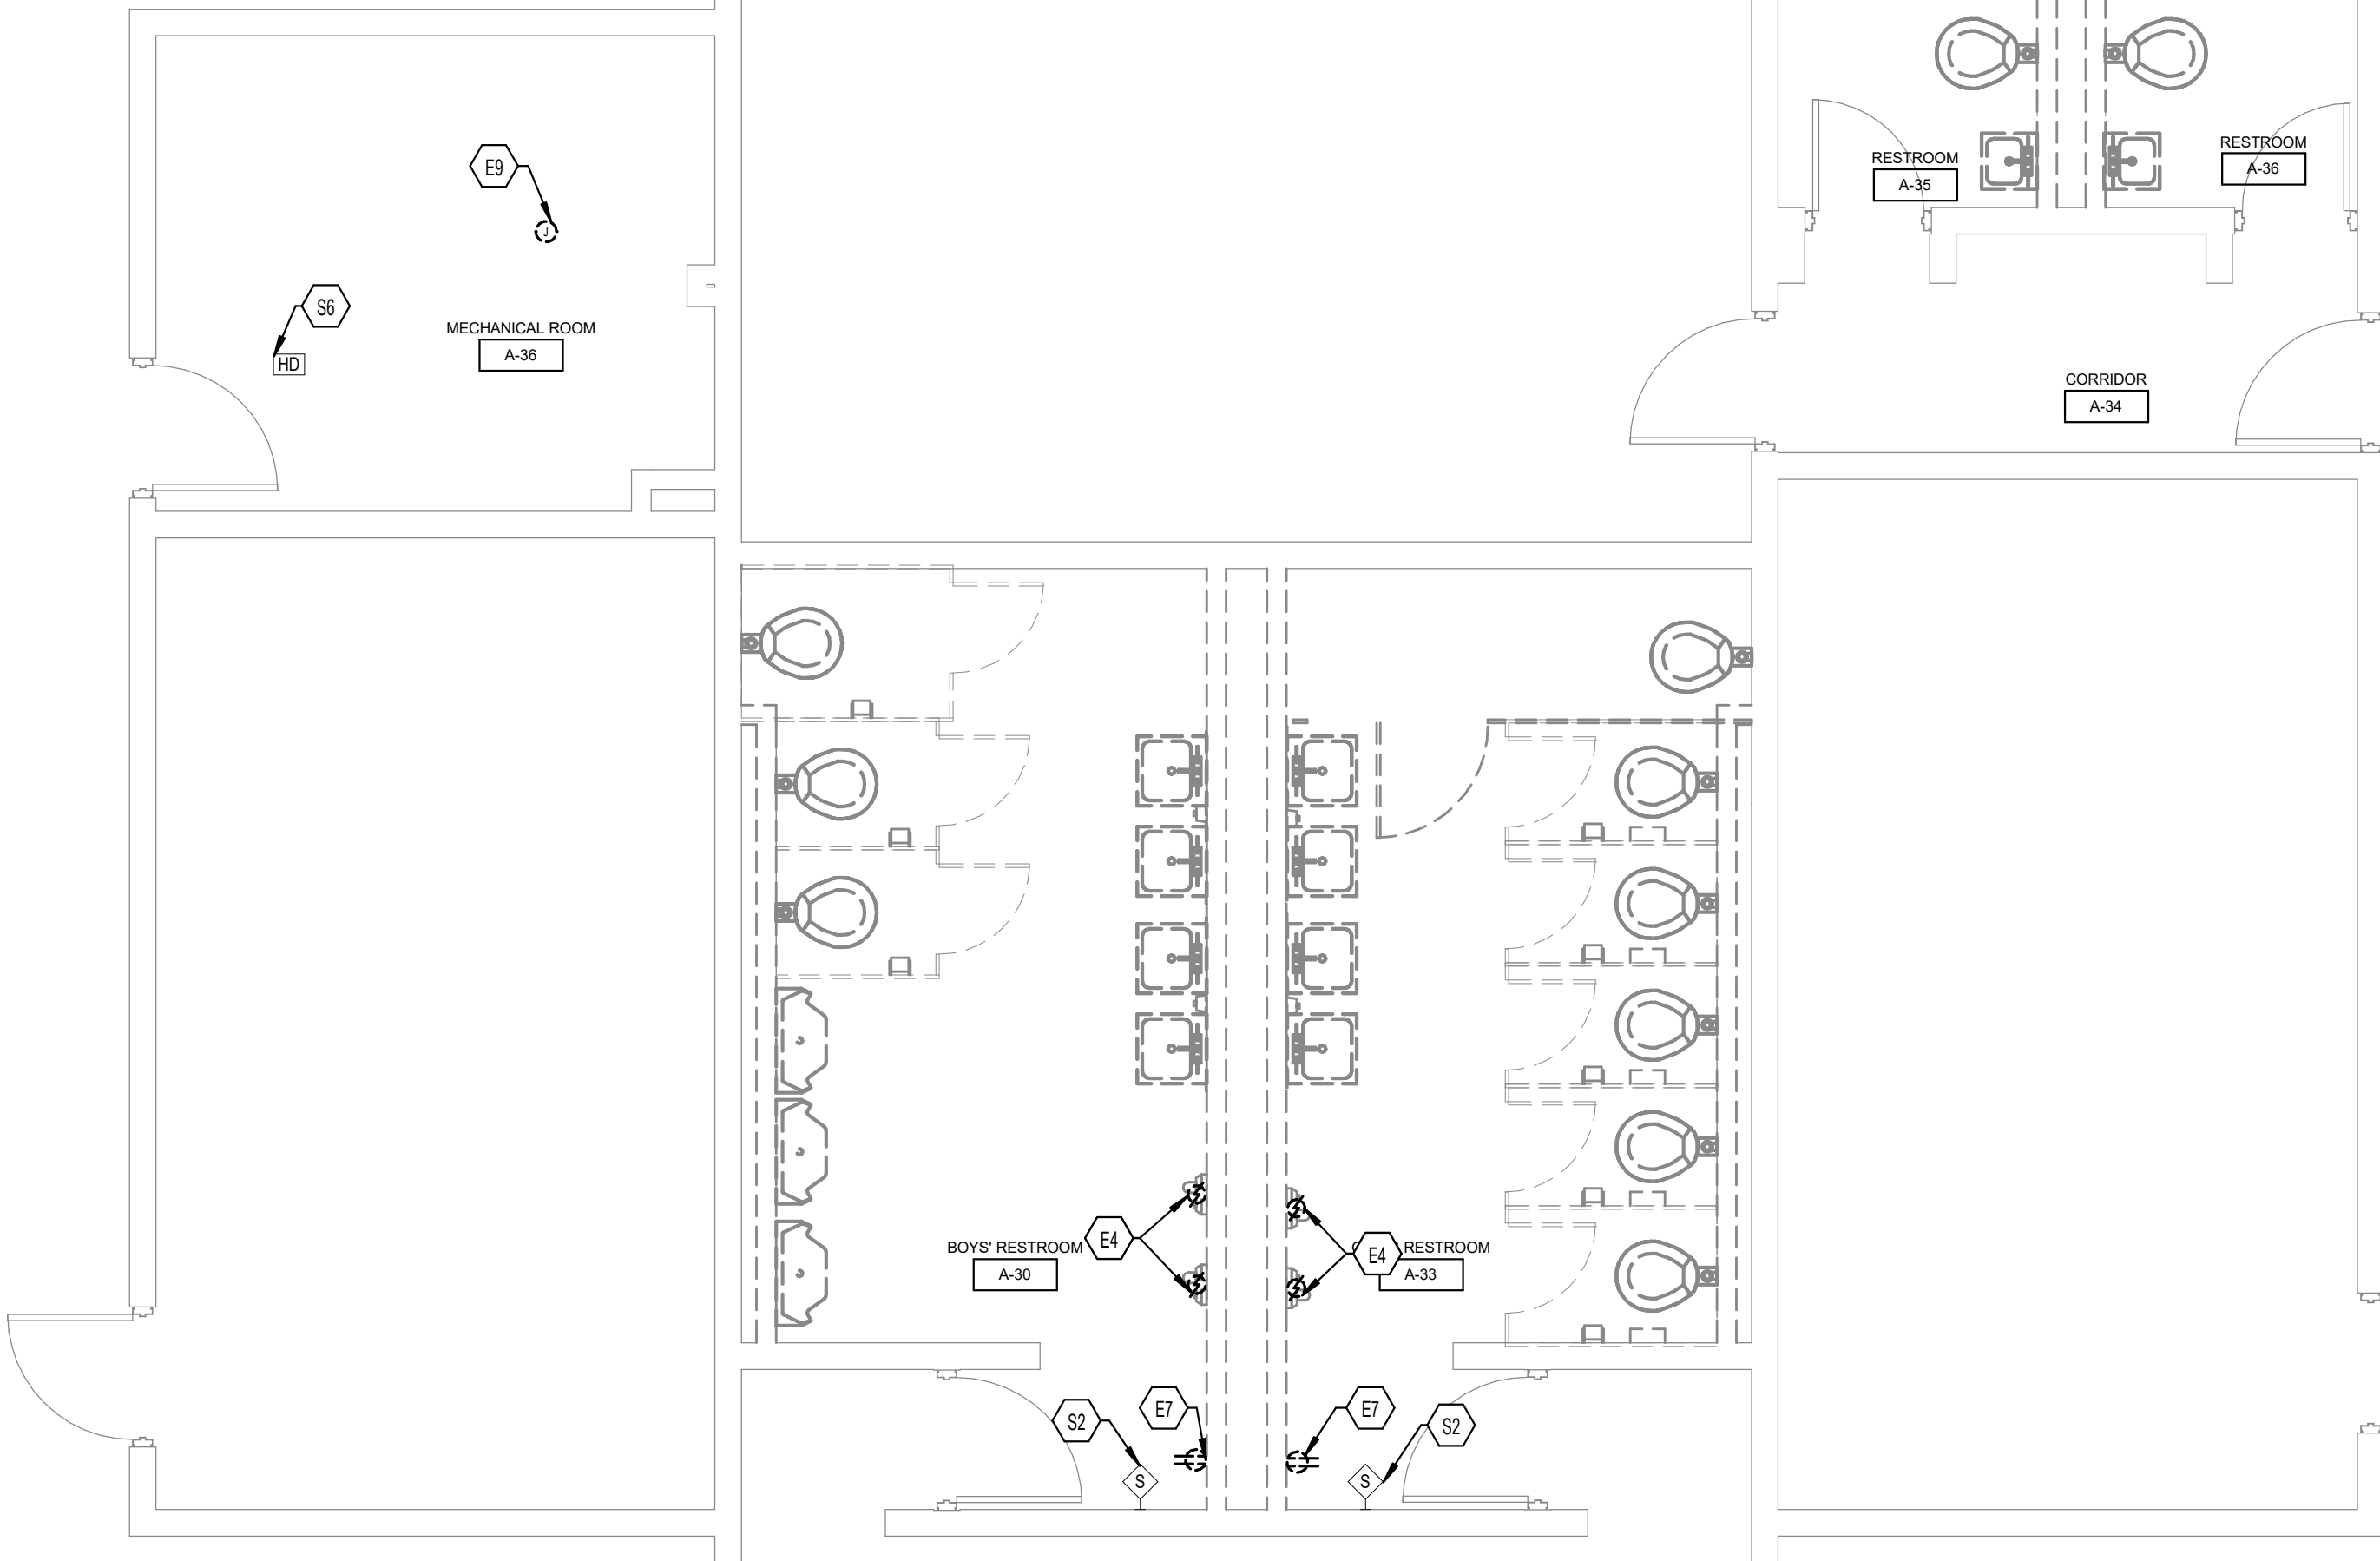 RESTROOM
A-35
RESTROOM
A-36
E9
J
S6
HD
MECHANICAL ROOM
A-36
CORRIDOR
A-34
BOYS' RESTROOM
A-30
E4
E4
RESTROOM
A-33
E7
E7
S2
S2
S
S